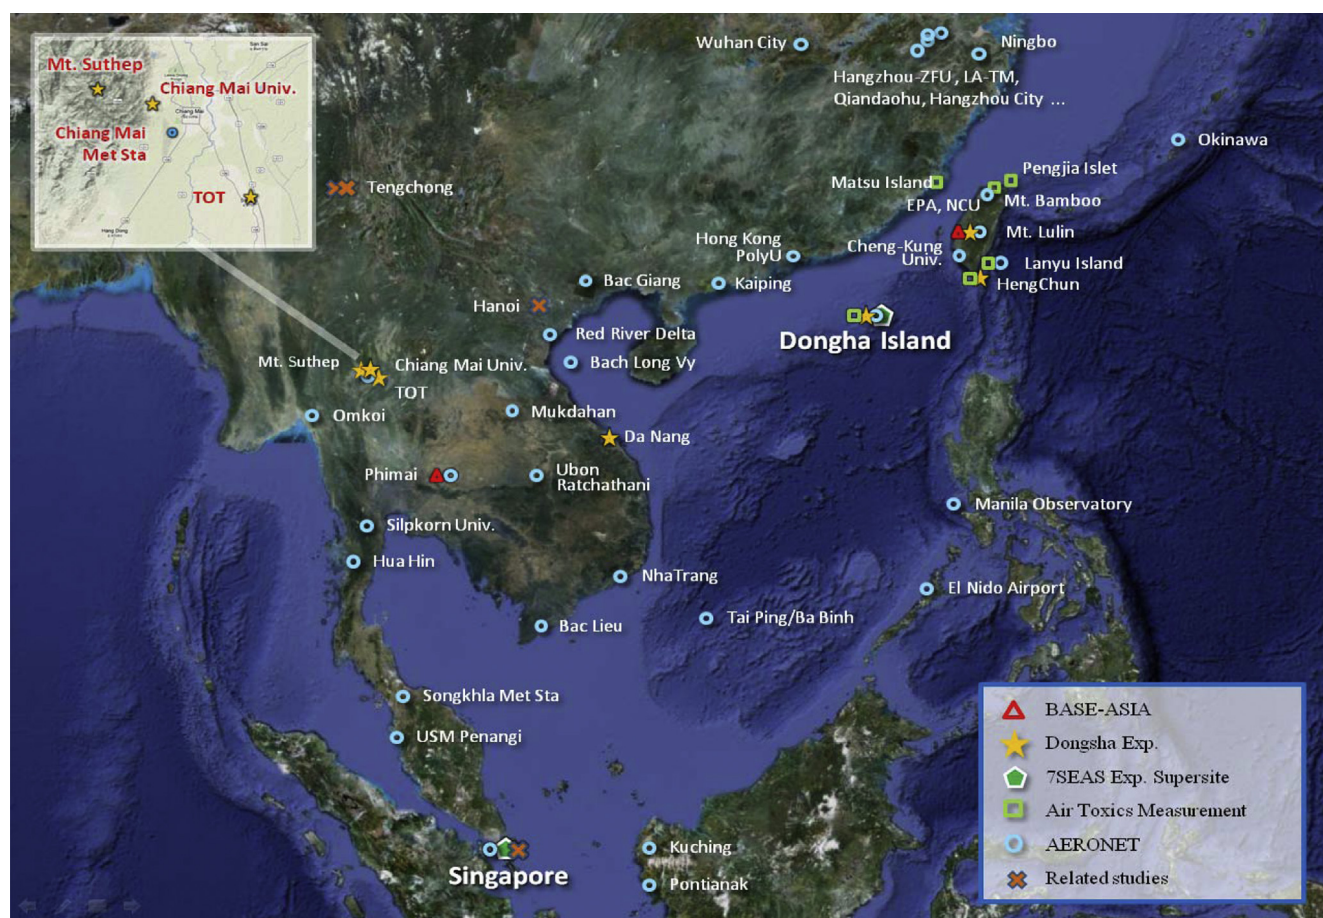 Mt. Suthep
Chiang Mai Univ.
Chiang Mai
Met Sta
TOT
Chiang Mai
Wuhan City
Ningbo
Hangzhou-ZFU , LA-TM,
Qiandaohu, Hangzhou City ...
Okinawa
Tengchong
Matsu Island
Pengjia Islet
EPA, NCU
Mt. Bamboo
Mt. Lulin
Hong Kong
PolyU
Cheng-Kung
Univ.
Lanyu Island
HengChun
Bac Giang
Kaiping
Hanoi
Dongha Island
Red River Delta
Mt. Suthep
Chiang Mai Univ.
TOT
Bach Long Vy
Omkoi
Mukdahan
Da Nang
Phimai
Ubon
Ratchathani
Manila Observatory
Silpkorn Univ.
Hua Hin
NhaTrang
El Nido Airport
Bac Lieu
Tai Ping/Ba Binh
Songkhla Met Sta
USM Penangi
Kuching
Singapore
Pontianak
BASE-ASIA
Dongsha Exp.
7SEAS Exp. Supersite
Air Toxics Measurement
AERONET
Related studies